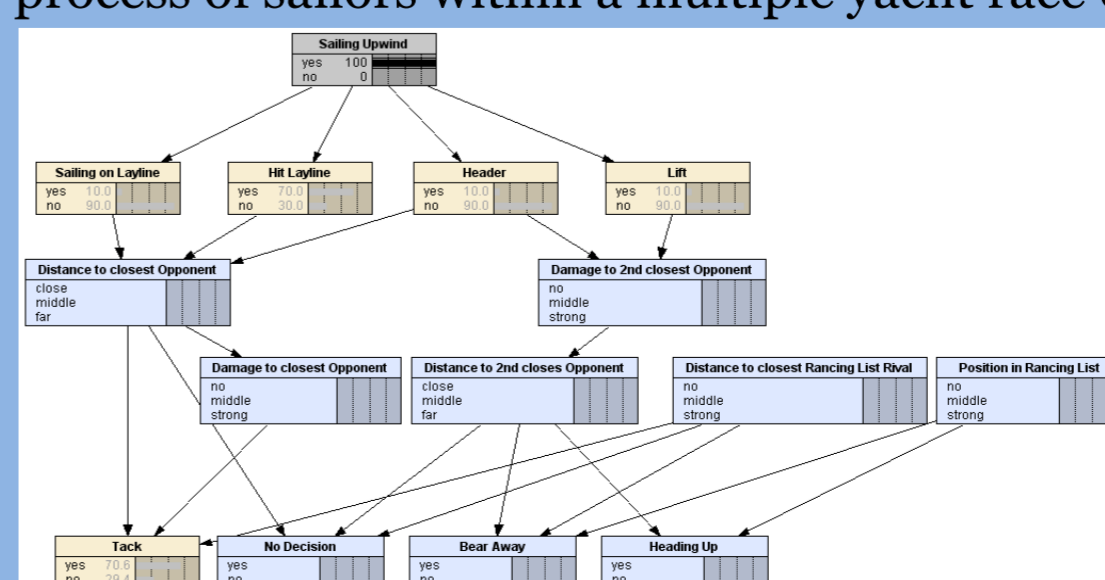 process of sailors within a multiple yacht race
Sailing Upwind
yes 100
no 0
Sailing on Layline
yes 10.0
no 90.0
Hit Layline
yes 70.0
no 30.0
Header
yes 10.0
no 90.0
Lift
yes 10.0
no 90.0
Distance to closest Opponent
close
middle
far
Damage to 2nd closest Opponent
no
middle
strong
Damage to closest Opponent
no
middle
strong
Distance to 2nd closes Opponent
close
middle
far
Distance to closest Rancing List Rival
no
middle
strong
Position in Rancing List
no
middle
strong
Tack
yes 70.6
no 29.4
No Decision
yes
no
Bear Away
yes
no
Heading Up
yes
no